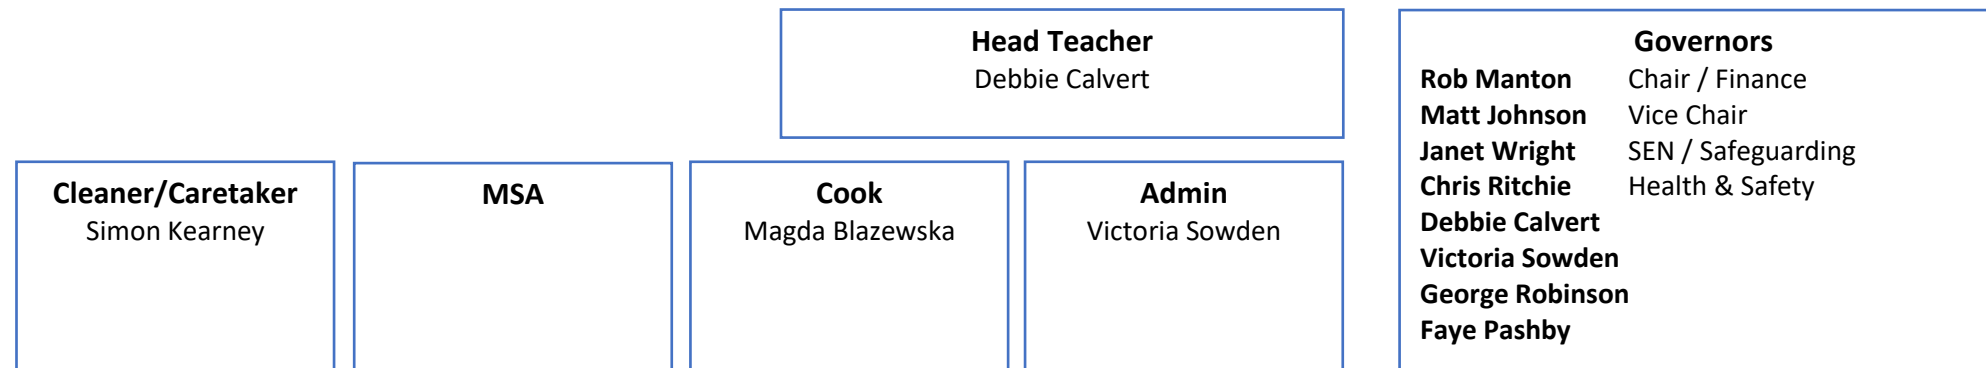 Head Teacher
Debbie Calvert
Governors
Rob Manton Chair / Finance
Matt Johnson Vice Chair
Janet Wright SEN / Safeguarding
Chris Ritchie Health & Safety
Debbie Calvert
Victoria Sowden
George Robinson
Faye Pashby
Cleaner/Caretaker
Simon Kearney
MSA
Cook
Magda Blazewska
Admin
Victoria Sowden